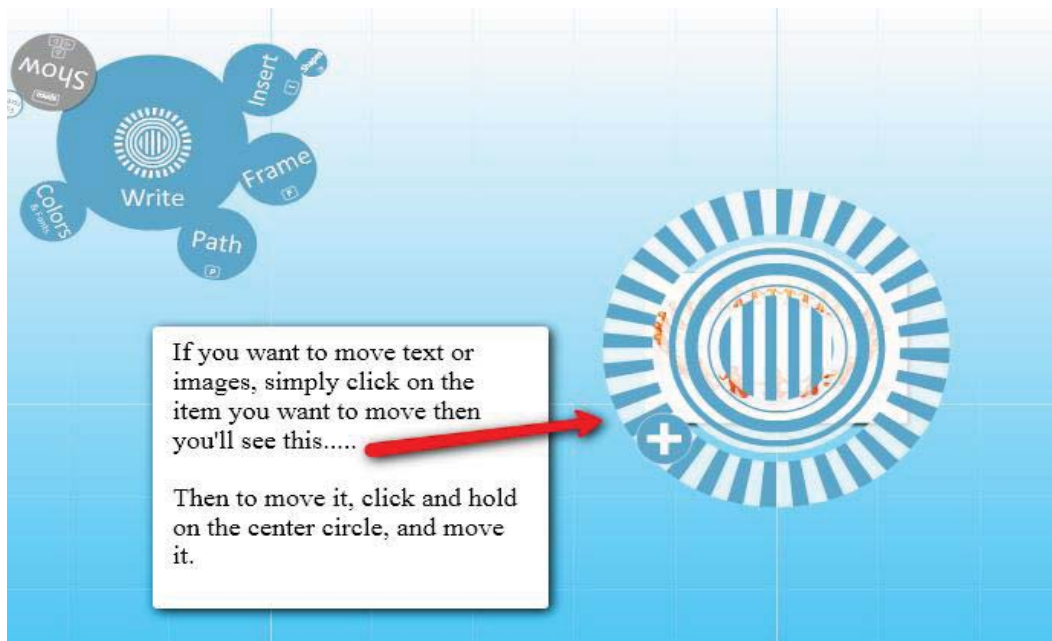 Show
Insert
I
Shapes
Frame
F
Write
Colors
& Fonts
Path
P
If you want to move text or
images, simply click on the
item you want to move then
you'll see this.....
Then to move it, click and hold
on the center circle, and move
it.